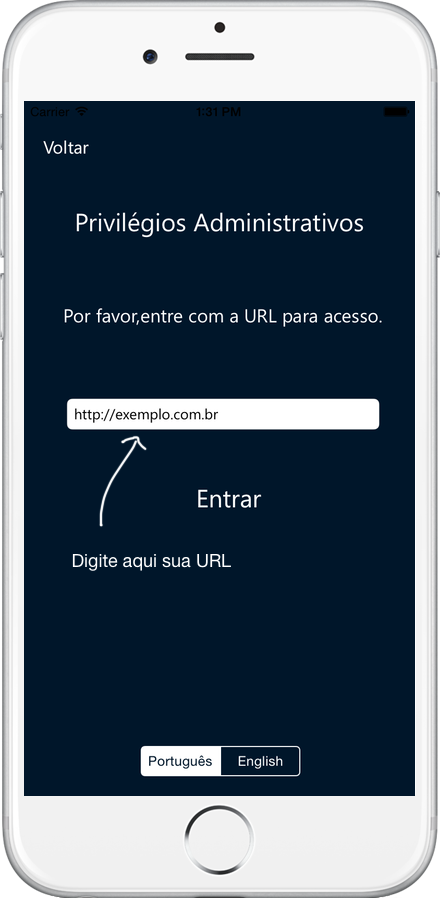 Carrier 1:31 PM
Voltar
Privilégios Administrativos
Por favor,entre com a URL para acesso.
http://exemplo.com.br
Entrar
Digite aqui sua URL
Português English